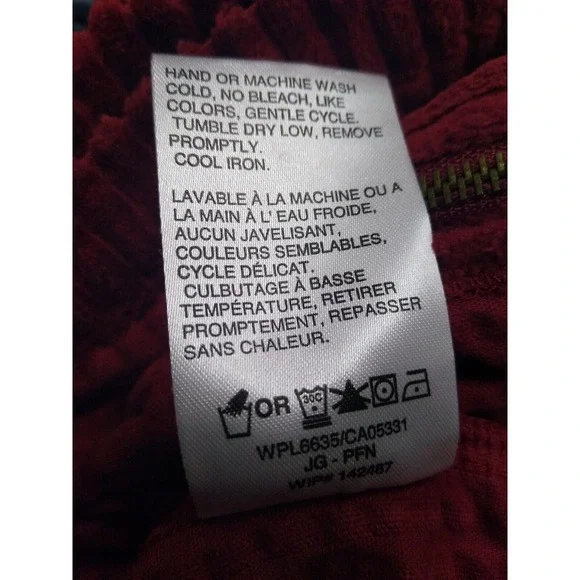 HAND OR MACHINE WASH
COLD, NO BLEACH, LIKE
COLORS, GENTLE CYCLE.
TUMBLE DRY LOW, REMOVE
PROMPTLY.
COOL IRON.
LAVABLE À LA MACHINE OU A
LA MAIN À L' EAU FROIDE,
AUCUN JAVELISANT,
COULEURS SEMBLABLES,
CYCLE DÉLICAT.
CULBUTAGE À BASSE
TEMPÉRATURE, RETIRER
PROMPTEMENT, REPASSER
SANS CHALEUR.
OR 30C
WPL6635/CA05331
JG - PFN
WIP# 142487